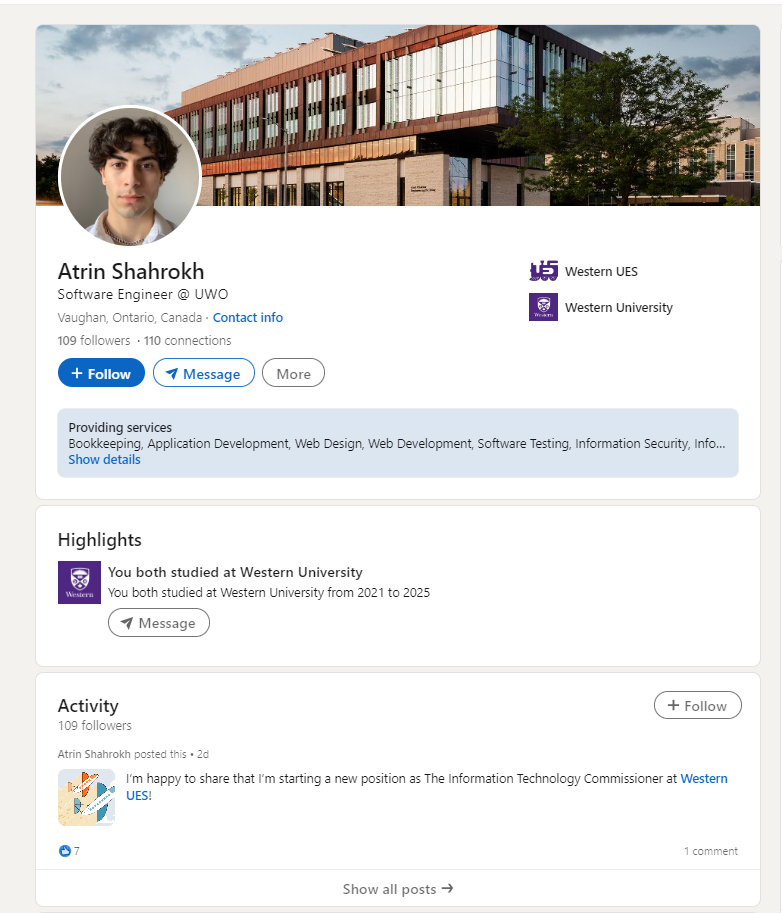 Atrin Shahrokh
Software Engineer @ UWO
Vaughan, Ontario, Canada · Contact info
109 followers · 110 connections
+ Follow
Message
More
Western UES
Western
Western University
Providing services
Bookkeeping, Application Development, Web Design, Web Development, Software Testing, Information Security, Info...
Show details
Highlights
Western
You both studied at Western University
You both studied at Western University from 2021 to 2025
Message
Activity
109 followers
+ Follow
Atrin Shahrokh posted this • 2d
I'm happy to share that I'm starting a new position as The Information Technology Commissioner at Western
UES!
7
1 comment
Show all posts →